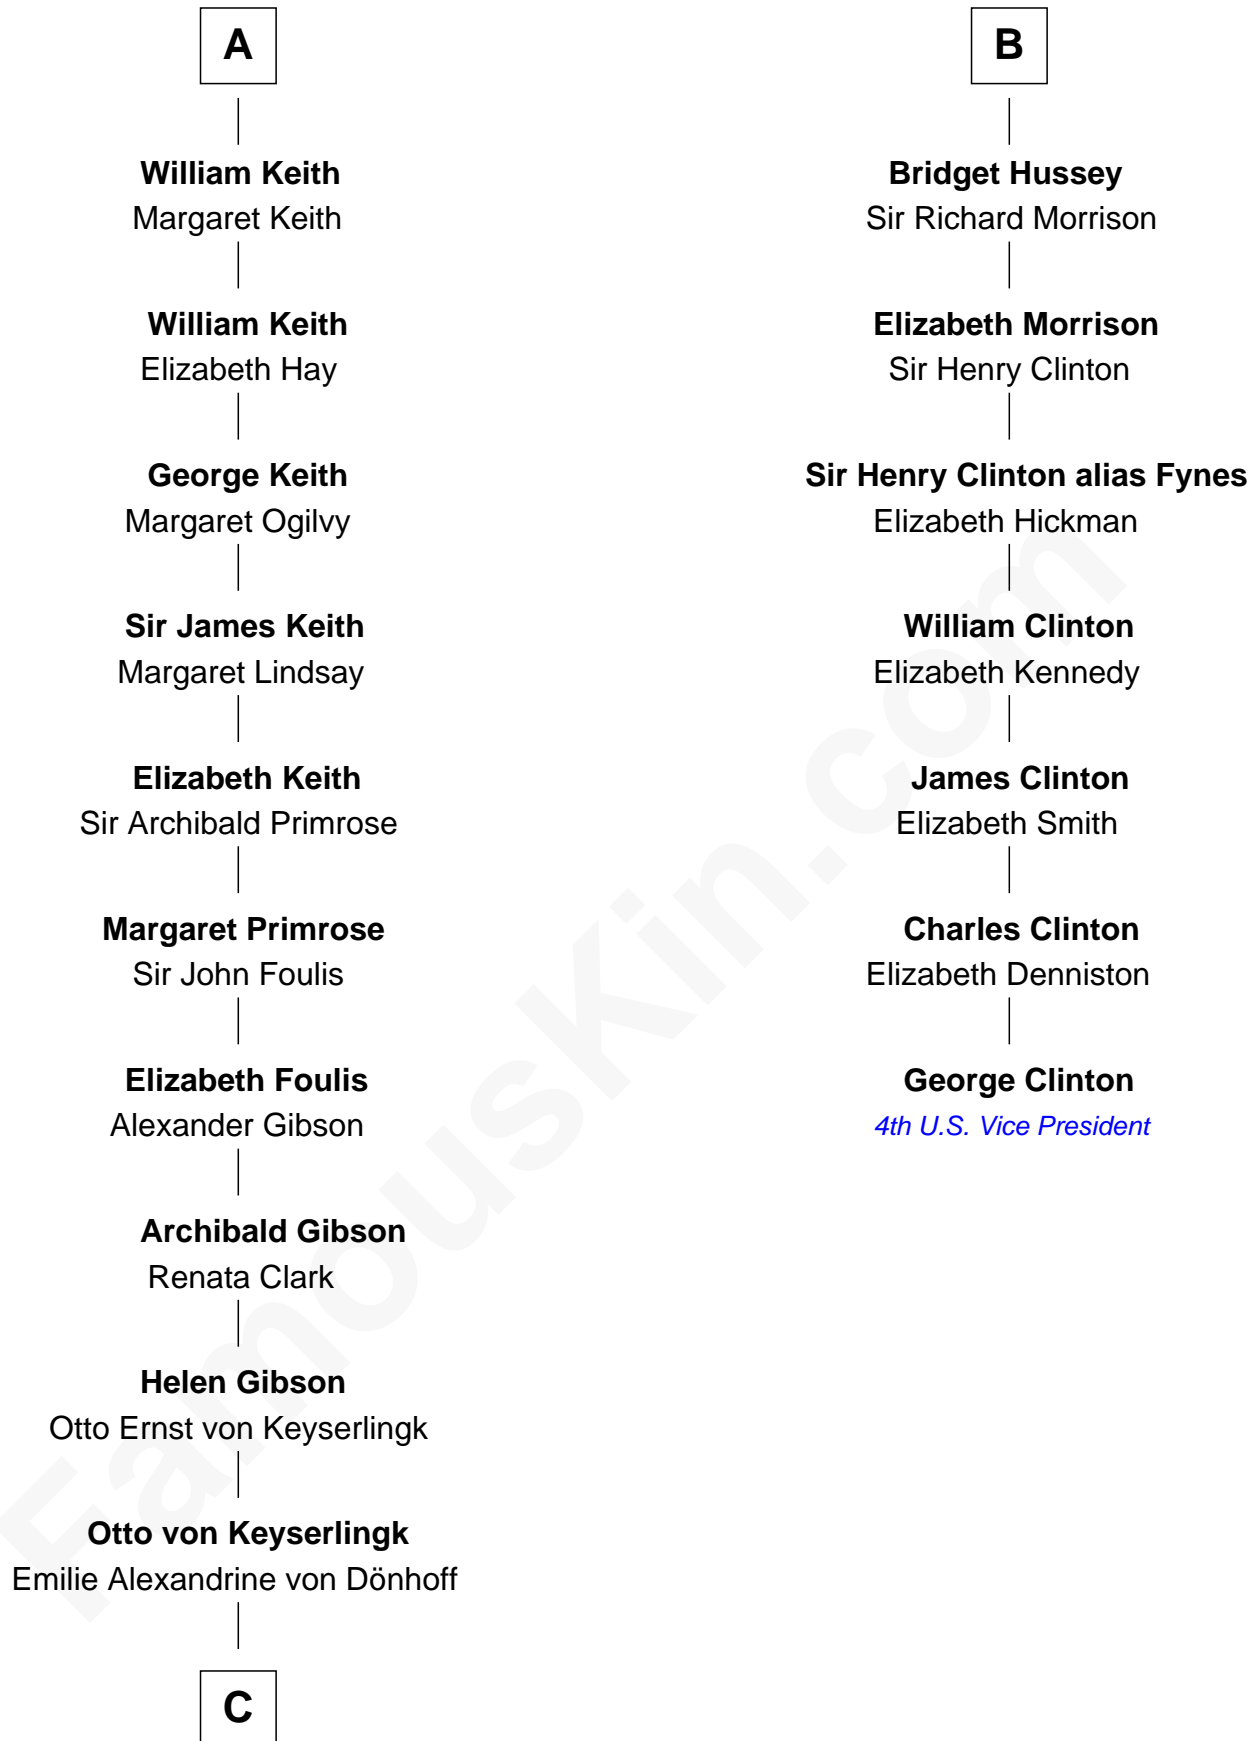 A
William Keith
Margaret Keith
William Keith
Elizabeth Hay
George Keith
Margaret Ogilvy
Sir James Keith
Margaret Lindsay
Elizabeth Keith
Sir Archibald Primrose
Margaret Primrose
Sir John Foulis
Elizabeth Foulis
Alexander Gibson
Archibald Gibson
Renata Clark
Helen Gibson
Otto Ernst von Keyserlingk
Otto von Keyserlingk
Emilie Alexandrine von Dönhoff
C
B
Bridget Hussey
Sir Richard Morrison
Elizabeth Morrison
Sir Henry Clinton
Sir Henry Clinton alias Fynes
Elizabeth Hickman
William Clinton
Elizabeth Kennedy
James Clinton
Elizabeth Smith
Charles Clinton
Elizabeth Denniston
George Clinton
4th U.S. Vice President
FamousKin.com